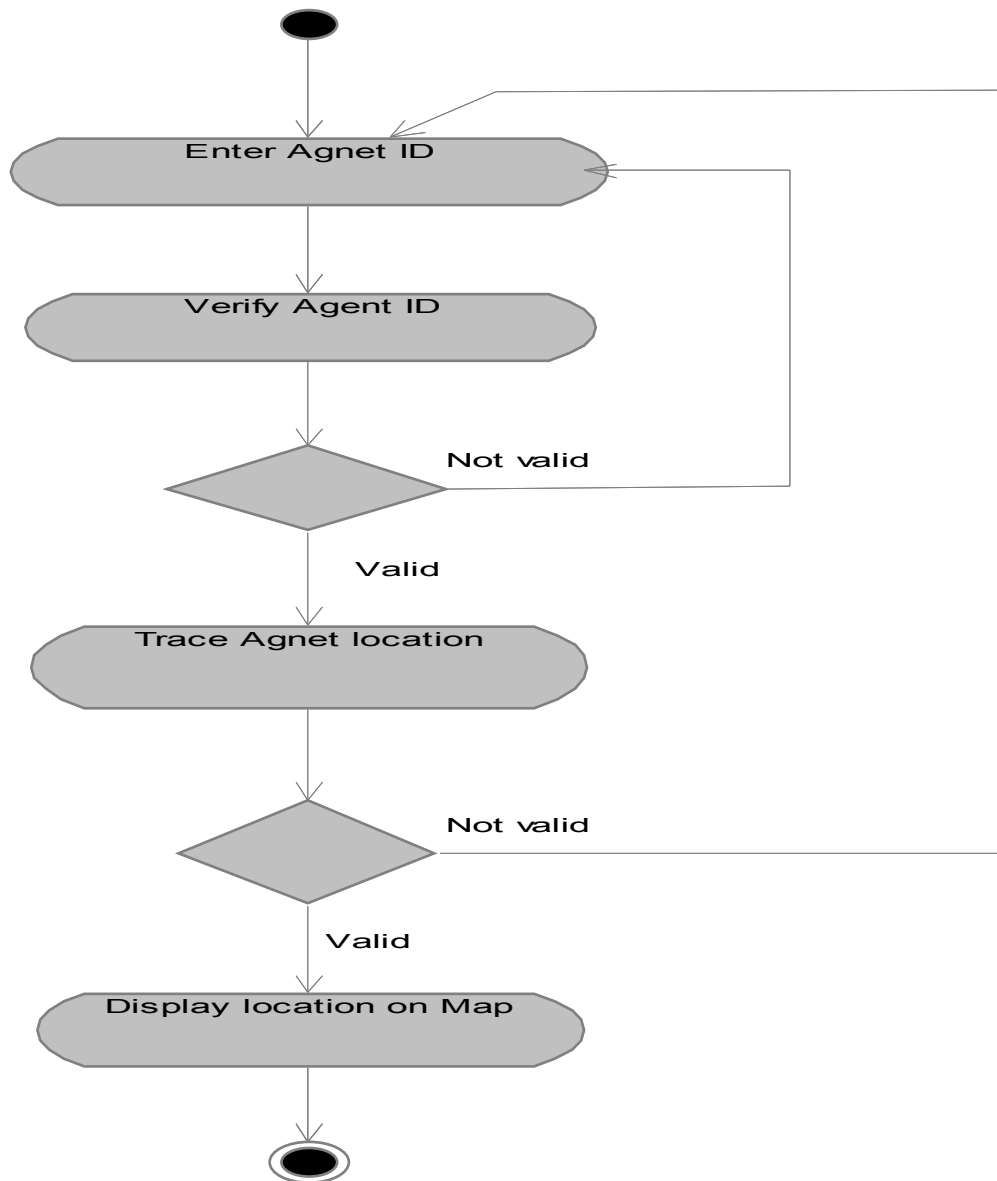 Enter Agnet ID
Verify Agent ID
Not valid
Valid
Trace Agnet location
Not valid
Valid
Display location on Map